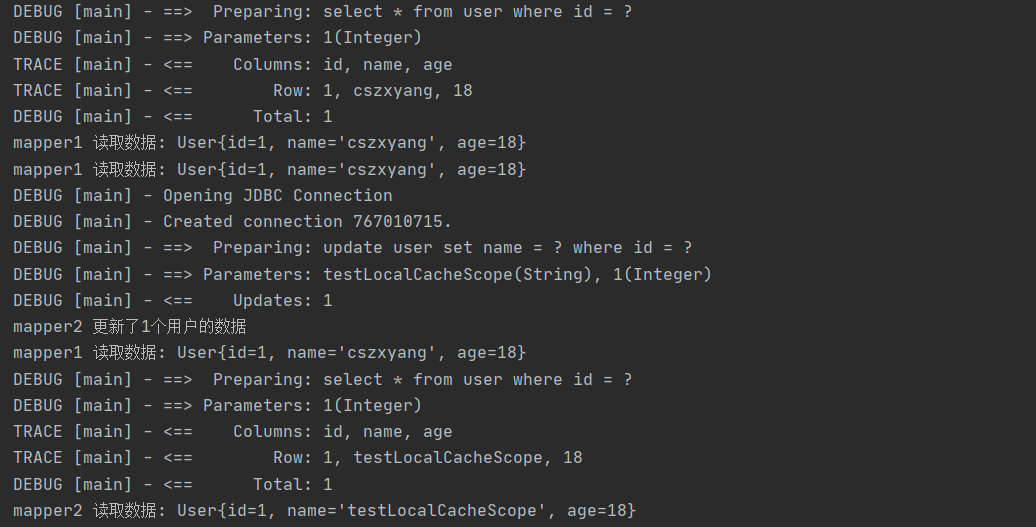 DEBUG [main] - ==>  Preparing: select * from user where id = ?
DEBUG [main] - ==> Parameters: 1(Integer)
TRACE [main] - <==    Columns: id, name, age
TRACE [main] - <==        Row: 1, cszxyang, 18
DEBUG [main] - <==      Total: 1
mapper1 读取数据: User{id=1, name='cszxyang', age=18}
mapper1 读取数据: User{id=1, name='cszxyang', age=18}
DEBUG [main] - Opening JDBC Connection
DEBUG [main] - Created connection 767010715.
DEBUG [main] - ==>  Preparing: update user set name = ? where id = ?
DEBUG [main] - ==> Parameters: testLocalCacheScope(String), 1(Integer)
DEBUG [main] - <==    Updates: 1
mapper2 更新了1个用户的数据
mapper1 读取数据: User{id=1, name='cszxyang', age=18}
DEBUG [main] - ==>  Preparing: select * from user where id = ?
DEBUG [main] - ==> Parameters: 1(Integer)
TRACE [main] - <==    Columns: id, name, age
TRACE [main] - <==        Row: 1, testLocalCacheScope, 18
DEBUG [main] - <==      Total: 1
mapper2 读取数据: User{id=1, name='testLocalCacheScope', age=18}